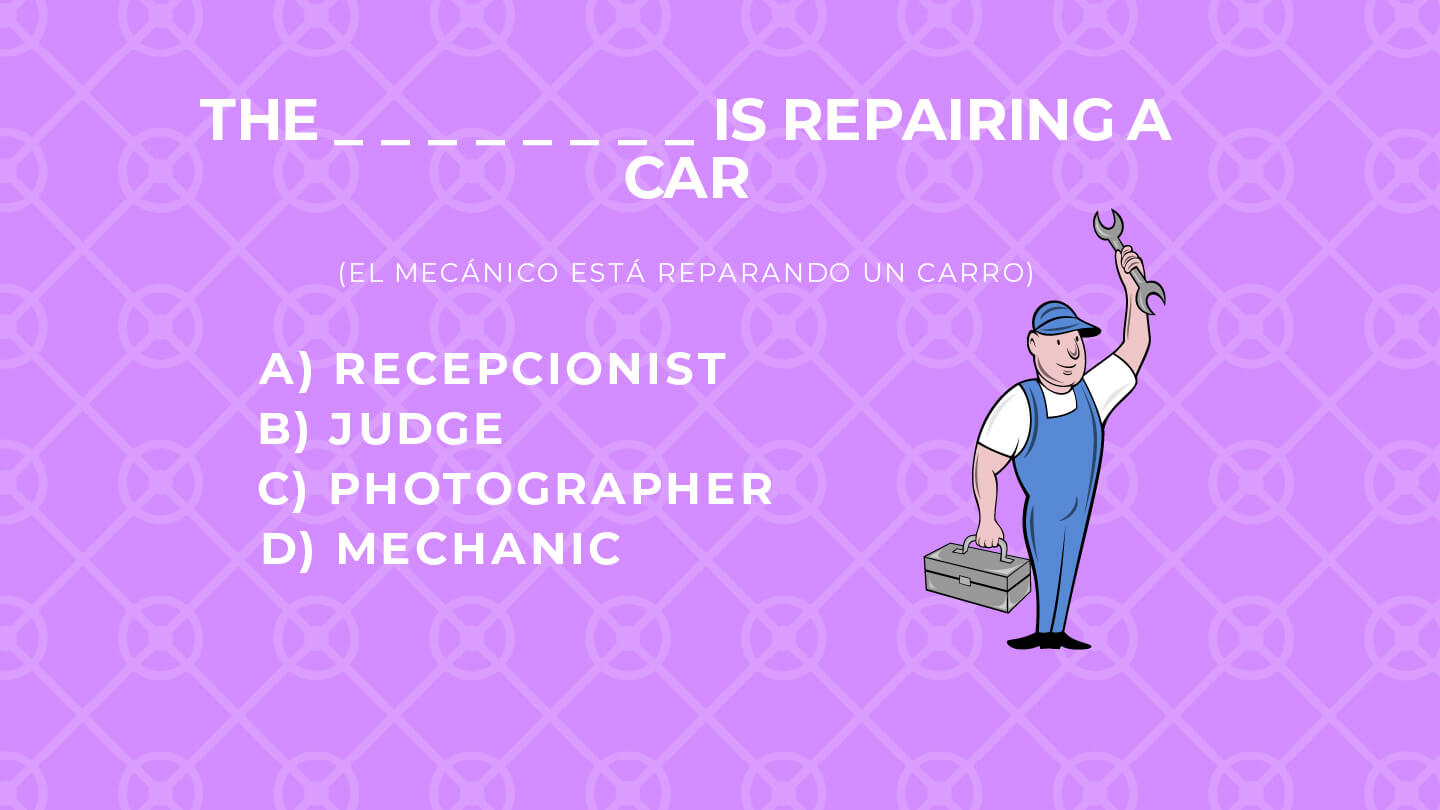 THE _ _ _ _ _ _ _ _ IS REPAIRING A
CAR
(EL MECÁNICO ESTÁ REPARANDO UN CARRO)
A) RECEPCIONIST
B) JUDGE
C) PHOTOGRAPHER
D) MECHANIC